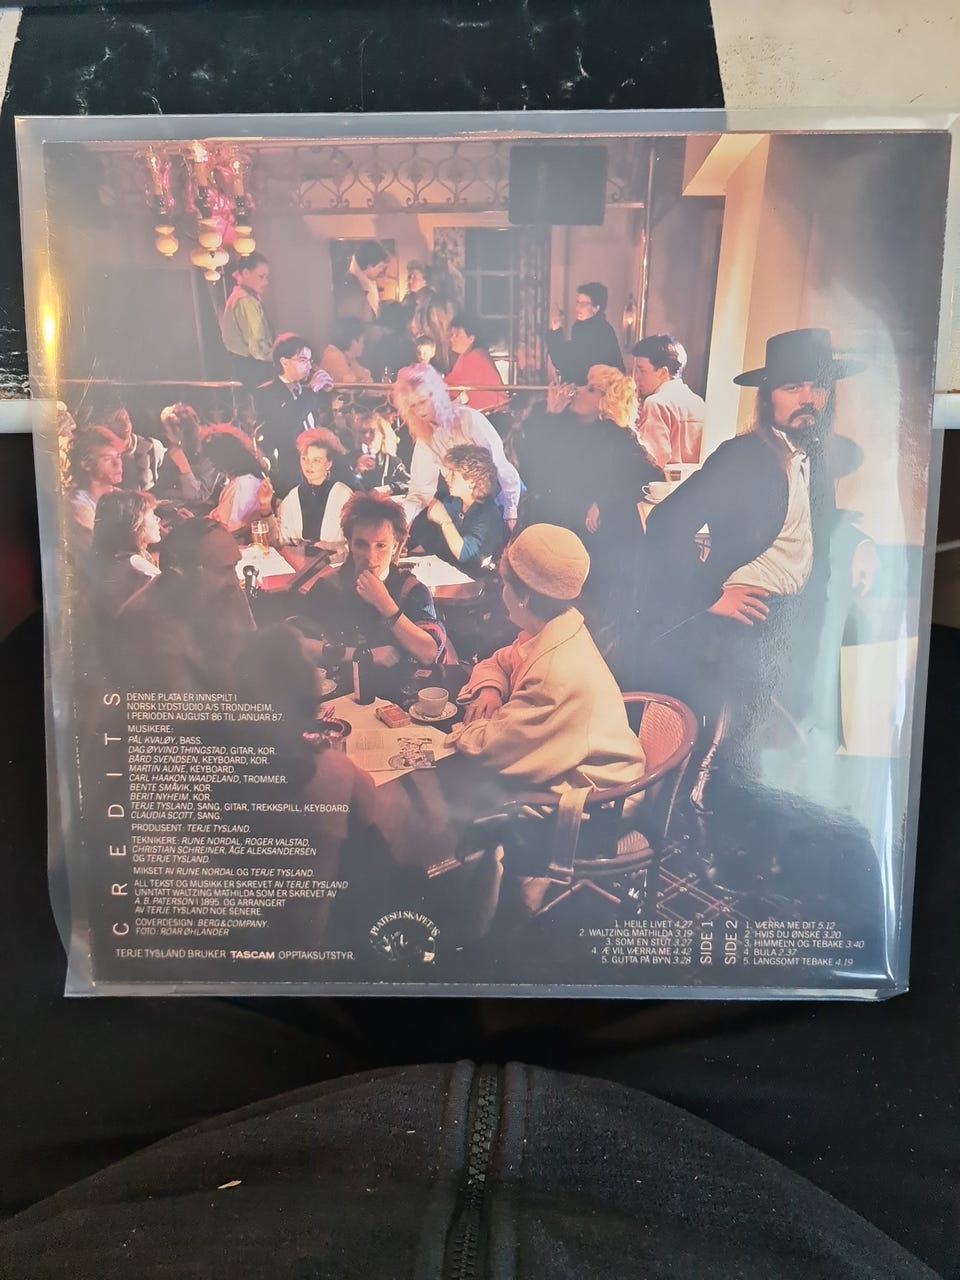 CREDITS
DENNE PLATA ER INNSPILT I
NORSK LYDSTUDIO A/S TRONDHEIM.
I PERIODEN AUGUST 86 TIL JANUAR 87.
MUSIKERE:
PÅL KVALØY, BASS.
DAG ØYVIND THINGSTAD, GITAR, KOR.
BÅRD SVENDSEN, KEYBOARD, KOR.
MARTIN AUNE, KEYBOARD.
CARL HAAKON WAADELAND, TROMMER.
BENTE SMÅVIK, KOR.
BERIT NYHEIM, KOR.
TERJE TYSLAND, SANG, GITAR, TREKKSPILL, KEYBOARD.
CLAUDIA SCOTT, SANG.
PRODUSENT: TERJE TYSLAND.
TEKNIKERE: RUNE NORDAL, ROGER VALSTAD,
CHRISTIAN SCHREINER, ÅGE ALEKSANDERSEN
OG TERJE TYSLAND.
MIKSET AV RUNE NORDAL OG TERJE TYSLAND.
ALL TEKST OG MUSIKK ER SKREVET AV TERJE TYSLAND
UNNTATT WALTZING MATHILDA SOM ER SKREVET AV
A. B. PATERSON I 1895. OG ARRANGERT
AV TERJE TYSLAND NOE SENERE.
COVERDESIGN: BERG & COMPANY.
FOTO: ROAR ØHLANDER
TERJE TYSLAND BRUKER TASCAM OPPTAKSUTSTYR.
PLATESELSKAPET A/S
SIDE 1
1. HEILE LIVET 4.27
2. WALTZING MATHILDA 3.19
3. SOM EN STUT 3.27
4. Æ VIL VÆRRA ME 4.42
5. GUTTA PÅ BY'N 3.28
SIDE 2
1. VÆRRA ME DIT 5.12
2. HVIS DU ØNSKE 3.20
3. HIMMEL'N OG TEBAKE 3:40
4. BULA 2.37
5. LANGSOMT TEBAKE 4.19